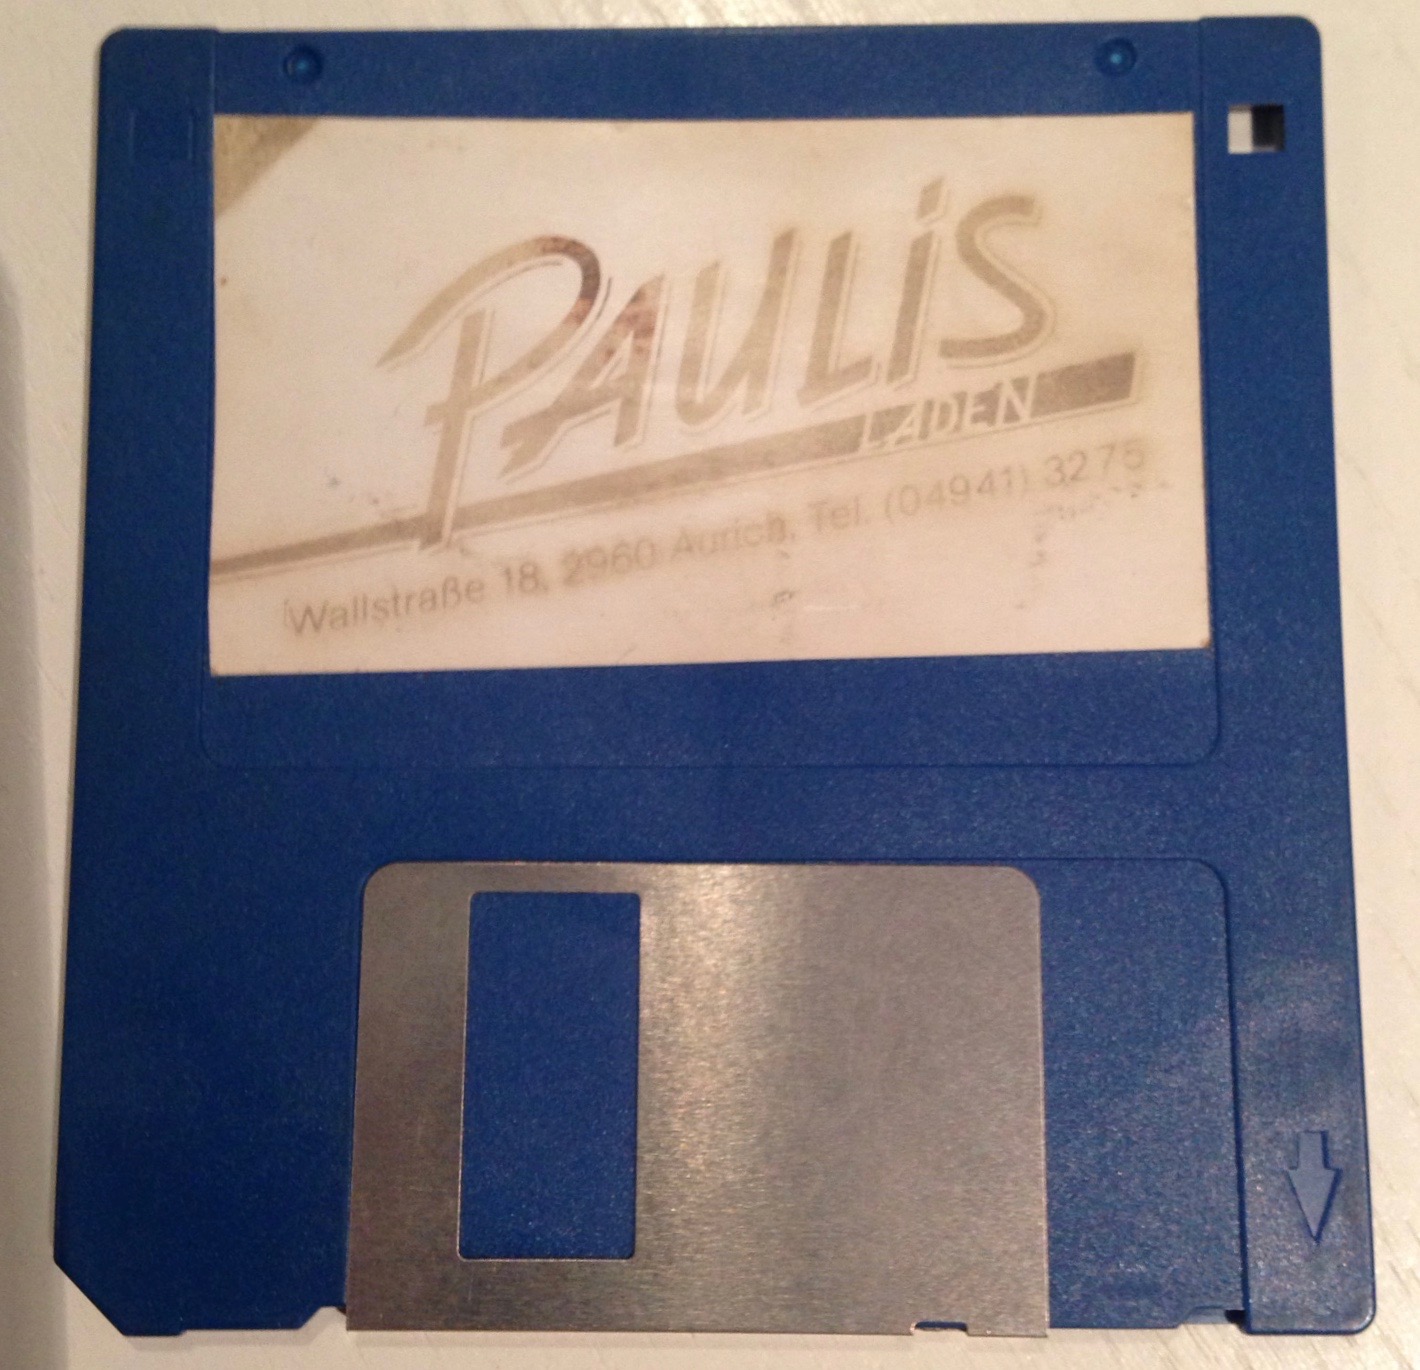 PAULiS
LADEN
Wallstraße 18, 2960 Aurich, Tel. (04941) 3275